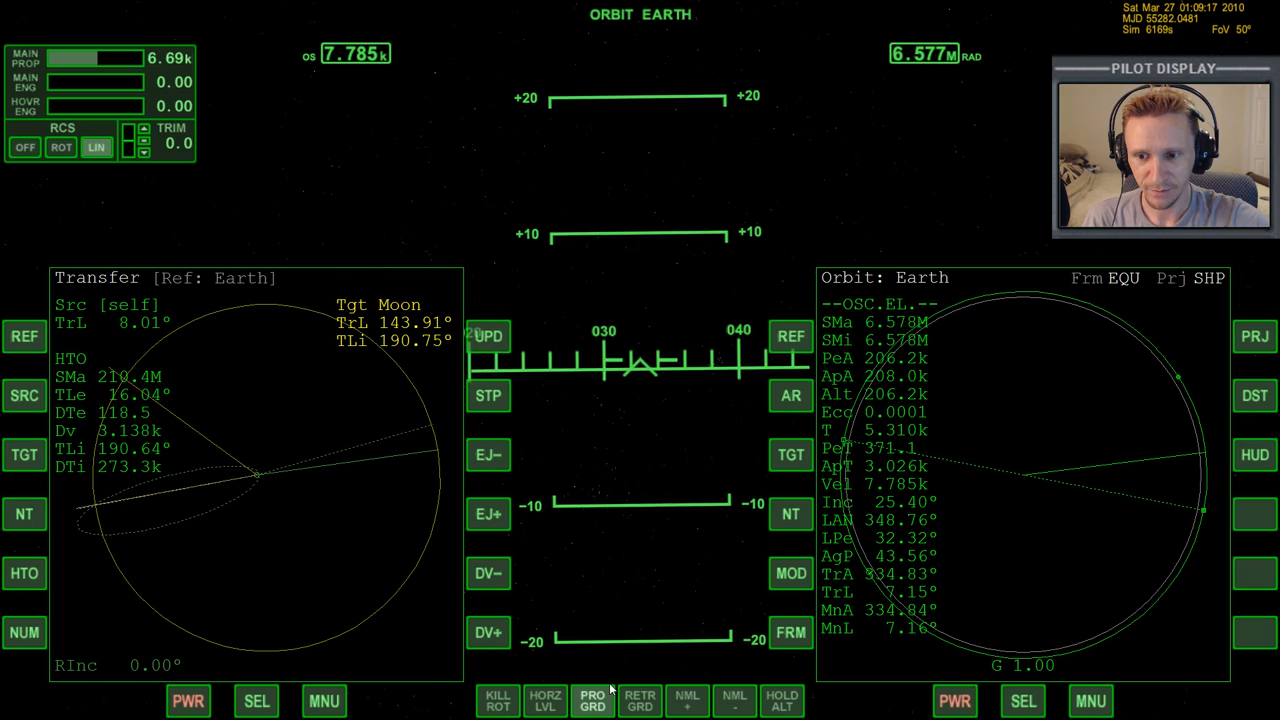 ORBIT EARTH
Sat Mar 27 01:09:17 2010
MJD 55282.0481
Sim 6169s FoV 50°
MAIN PROP 6.69k
MAIN ENG 0.00
HOVR ENG 0.00
RCS TRIM
OFF ROT LIN 0.0
OS 7.785k
6.577M RAD
PILOT DISPLAY
+20 +20
+10 +10
030 040
-10 -10
-20 -20
Transfer [Ref: Earth]
Src [self]
TrL 8.01°
Tgt Moon
TrL 143.91°
TLi 190.75°
HTO
SMa 210.4M
TLe 16.04°
DTe 118.5
Dv 3.138k
TLi 190.64°
DTi 273.3k
RInc 0.00°
REF
SRC
TGT
NT
HTO
NUM
UPD
STP
EJ-
EJ+
DV-
DV+
PWR SEL MNU
KILL ROT
HORZ LVL
PRO GRD
RETR GRD
NML +
NML -
HOLD ALT
Orbit: Earth Frm EQU Prj SHP
--OSC.EL.--
SMa 6.578M
SMi 6.578M
PeA 206.2k
ApA 208.0k
Alt 206.2k
Ecc 0.0001
T 5.310k
PeT 371.1
ApT 3.026k
Vel 7.785k
Inc 25.40°
LAN 348.76°
LPe 32.32°
AgP 43.56°
TrA 334.83°
TrL 7.15°
MnA 334.84°
MnL 7.16°
G 1.00
REF
AR
TGT
NT
MOD
FRM
PRJ
DST
HUD
PWR SEL MNU